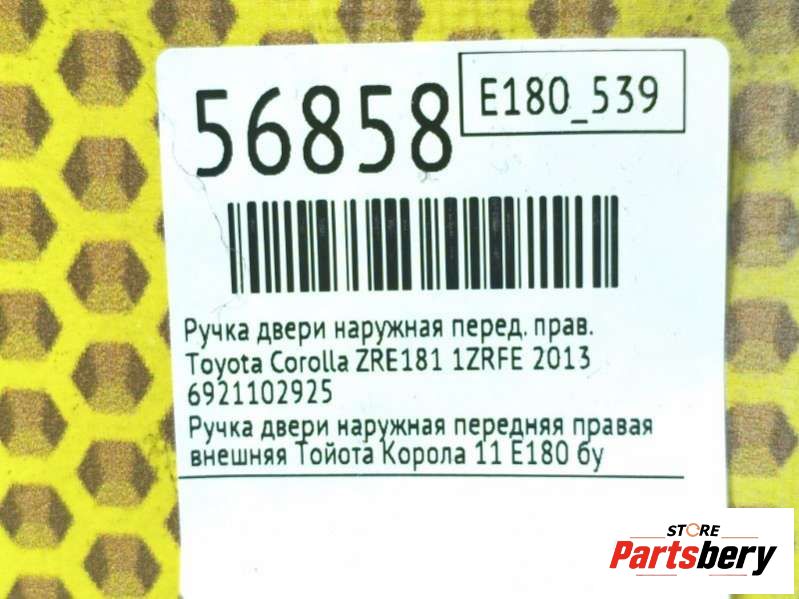 56858
E180_539
Ручка двери наружная перед. прав.
Toyota Corolla ZRE181 1ZRFE 2013
6921102925
Ручка двери наружная передняя правая
внешняя Тойота Корола 11 Е180 бу
STORE
Partsbery